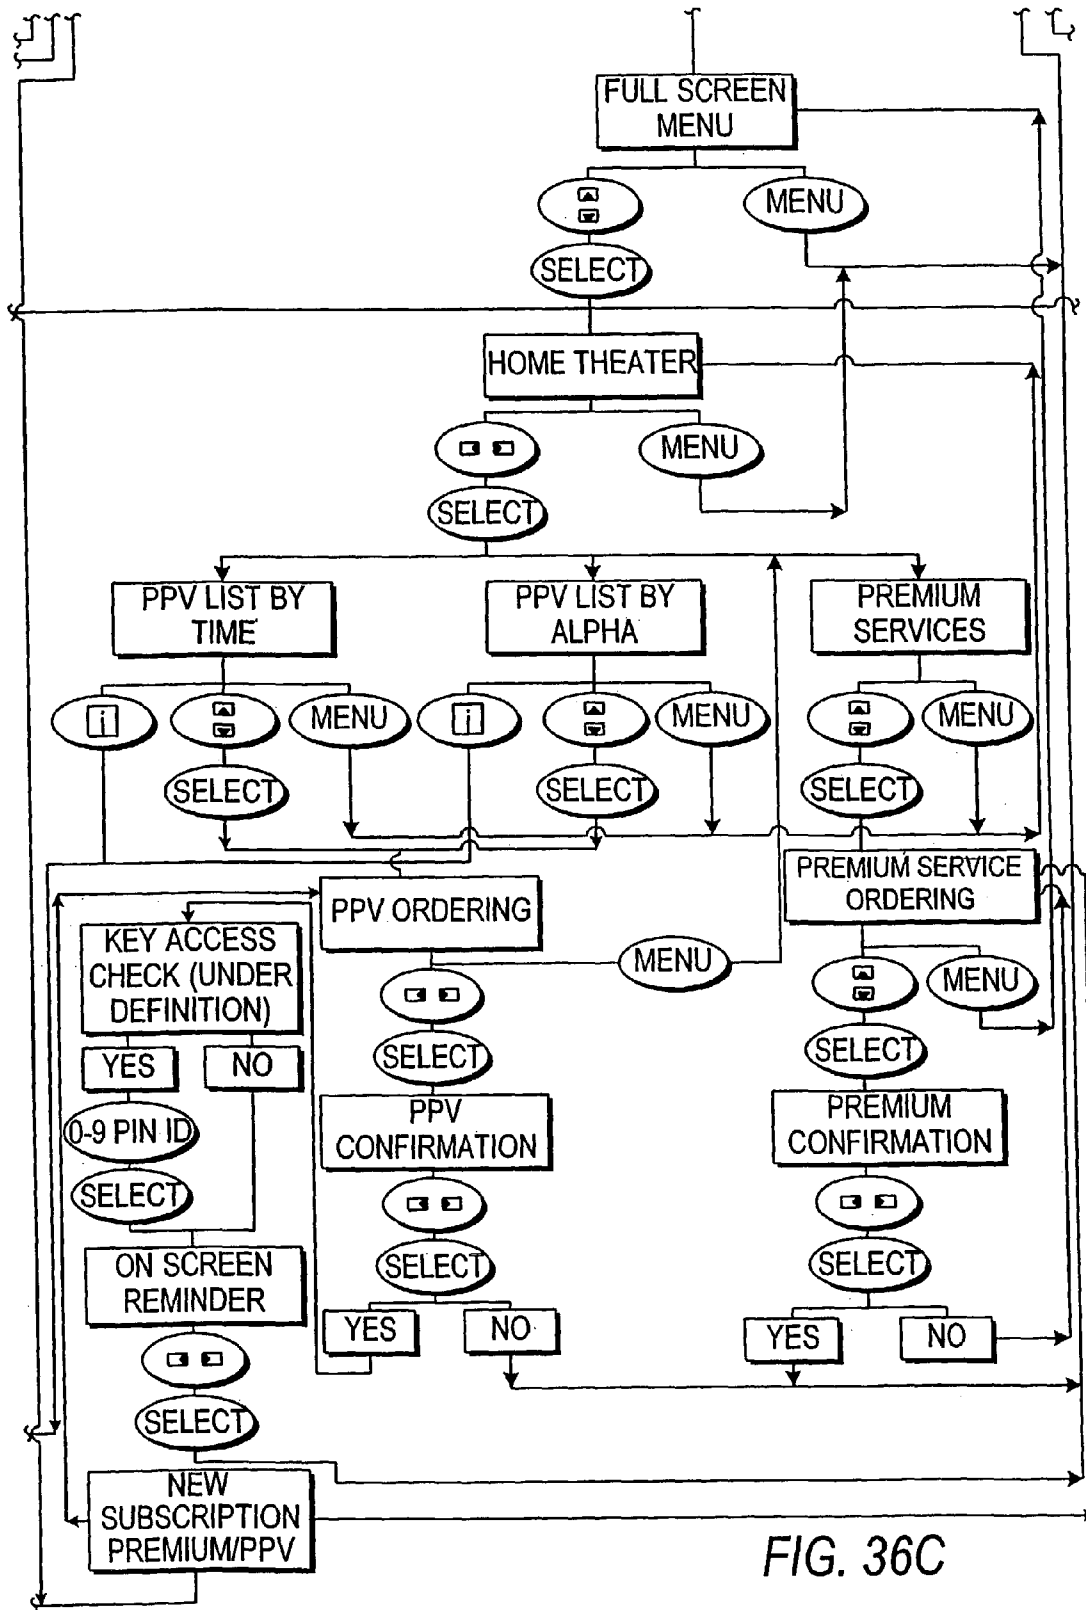 FULL SCREEN
MENU
MENU
SELECT
HOME THEATER
MENU
SELECT
PPV LIST BY
TIME
PPV LIST BY
ALPHA
PREMIUM
SERVICES
i
MENU
i
MENU
MENU
SELECT
SELECT
SELECT
PPV ORDERING
PREMIUM SERVICE
ORDERING
KEY ACCESS
CHECK (UNDER
DEFINITION)
MENU
MENU
YES
NO
SELECT
SELECT
0-9 PIN ID
PPV
CONFIRMATION
PREMIUM
CONFIRMATION
SELECT
ON SCREEN
REMINDER
SELECT
SELECT
YES
NO
YES
NO
SELECT
NEW
SUBSCRIPTION
PREMIUM/PPV
FIG. 36C